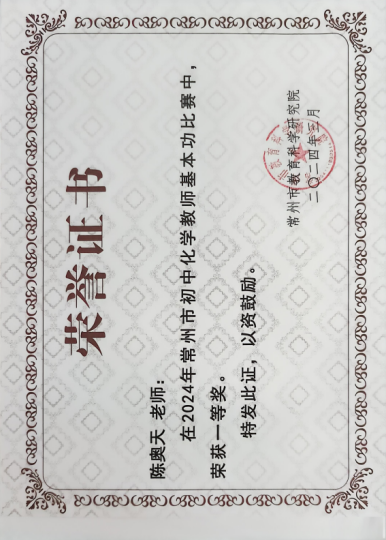 荣誉证书
陈奥天 老师：
在2024年常州市初中化学教师基本功比赛中，
荣获一等奖。
特发此证，以资鼓励。
常州市教育科学研究院
二〇二四年三月